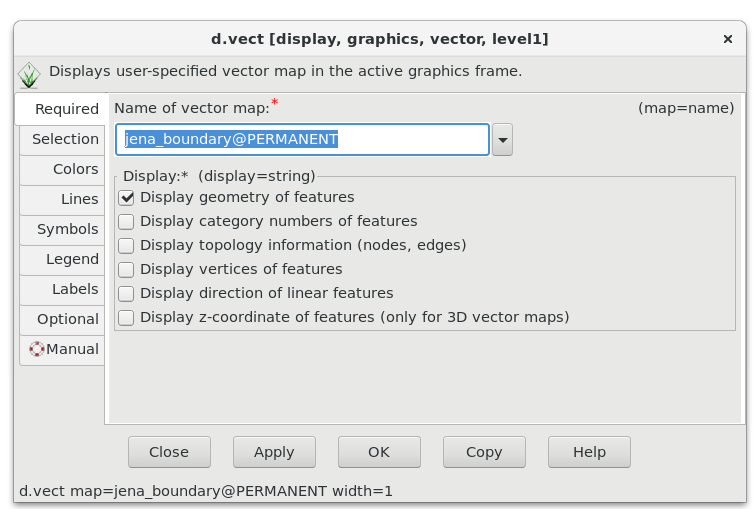 d.vect [display, graphics, vector, level1]
Displays user-specified vector map in the active graphics frame.
Required
Selection
Colors
Lines
Symbols
Legend
Labels
Optional
Manual
Name of vector map:* (map=name)
jena_boundary@PERMANENT
Display:* (display=string)
Display geometry of features
Display category numbers of features
Display topology information (nodes, edges)
Display vertices of features
Display direction of linear features
Display z-coordinate of features (only for 3D vector maps)
Close Apply OK Copy Help
d.vect map=jena_boundary@PERMANENT width=1